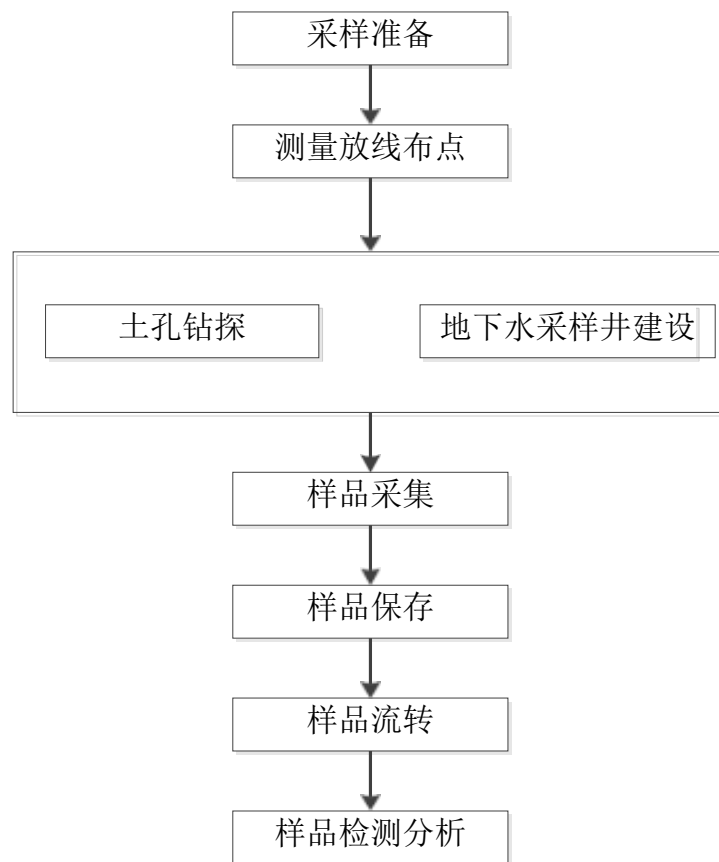 采样准备
测量放线布点
土孔钻探
地下水采样井建设
样品采集
样品保存
样品流转
样品检测分析